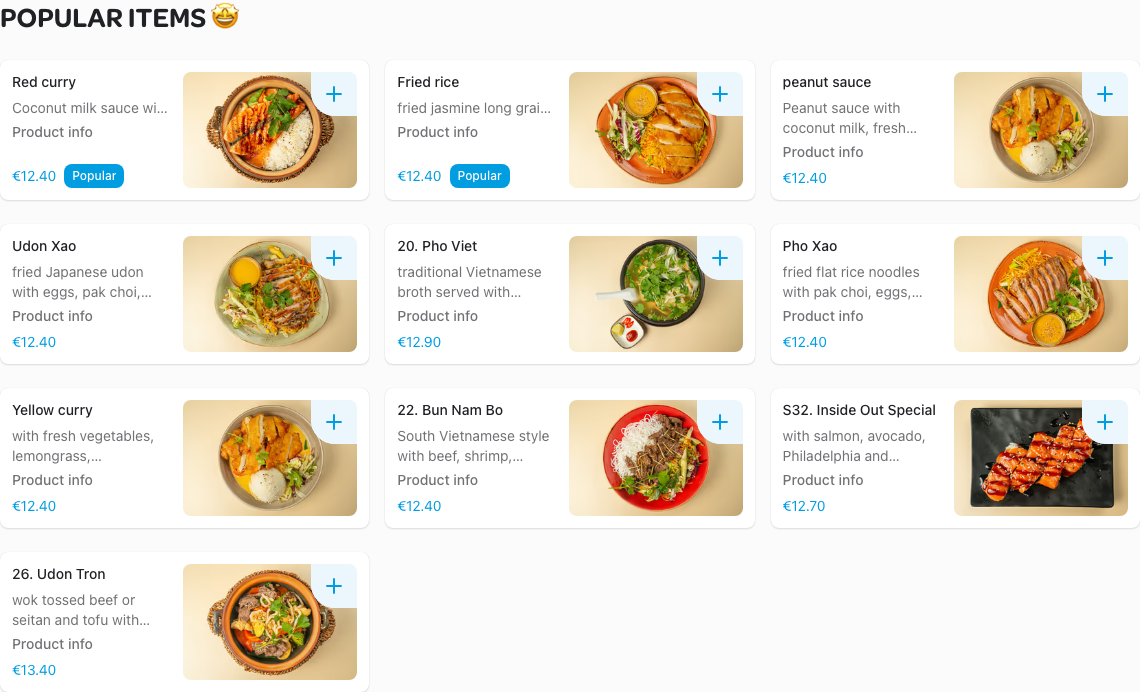 POPULAR ITEMS 🤩
Red curry
Coconut milk sauce wi...
Product info
€12.40 Popular
Fried rice
fried jasmine long grai...
Product info
€12.40 Popular
peanut sauce
Peanut sauce with
coconut milk, fresh...
Product info
€12.40
Udon Xao
fried Japanese udon
with eggs, pak choi,...
Product info
€12.40
20. Pho Viet
traditional Vietnamese
broth served with...
Product info
€12.90
Pho Xao
fried flat rice noodles
with pak choi, eggs,...
Product info
€12.40
Yellow curry
with fresh vegetables,
lemongrass,...
Product info
€12.40
22. Bun Nam Bo
South Vietnamese style
with beef, shrimp,...
Product info
€12.40
S32. Inside Out Special
with salmon, avocado,
Philadelphia and...
Product info
€12.70
26. Udon Tron
wok tossed beef or
seitan and tofu with...
Product info
€13.40